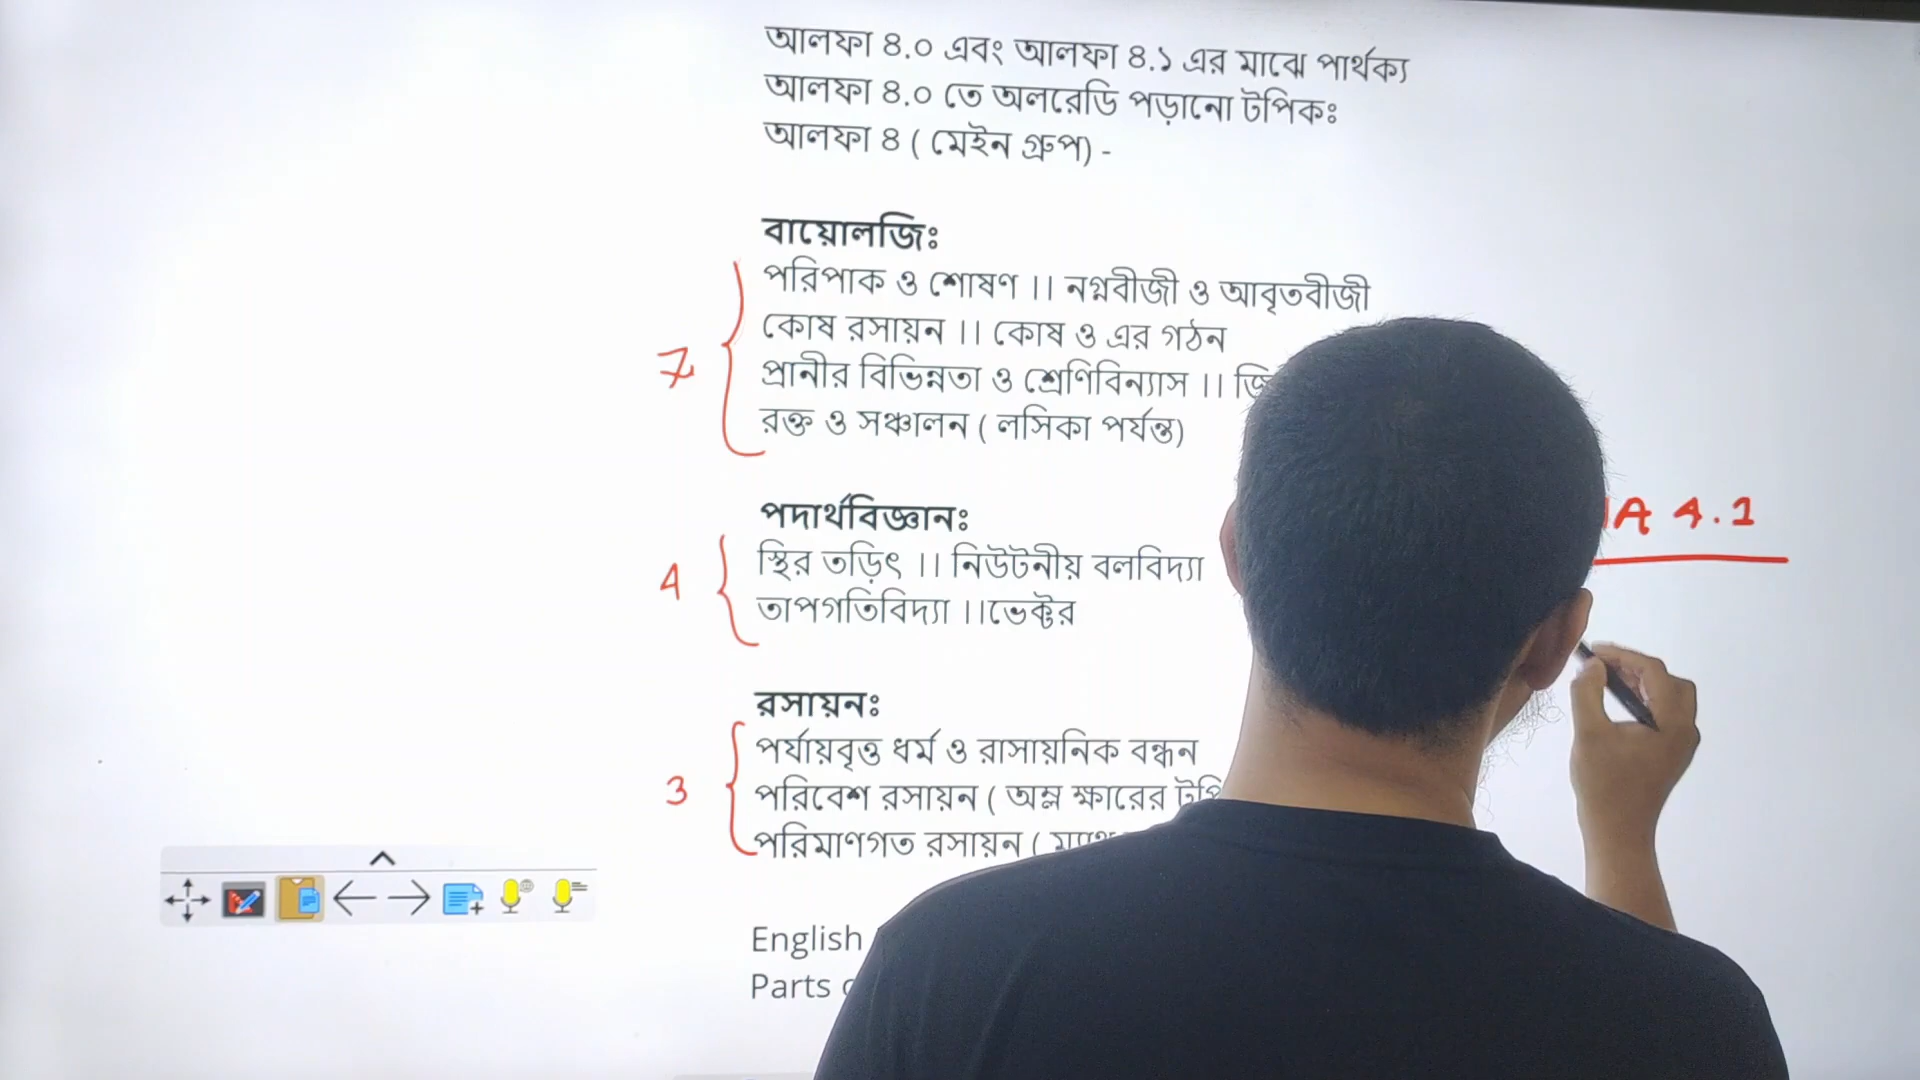 আলফা ৪.০ এবং আলফা ৪.১ এর মাঝে পার্থক্য
আলফা ৪.০ তে অলরেডি পড়ানো টপিকঃ
আলফা ৪ ( মেইন গ্রুপ) -
বায়োলজিঃ
পরিপাক ও শোষণ ।। নগ্নবীজী ও আবৃতবীজী
কোষ রসায়ন ।। কোষ ও এর গঠন
7
প্রানীর বিভিন্নতা ও শ্রেণিবিন্যাস ।।
রক্ত ও সঞ্চালন ( লসিকা পর্যন্ত)
A 4.1
পদার্থবিজ্ঞানঃ
স্থির তড়িৎ ।। নিউটনীয় বলবিদ্যা
4
তাপগতিবিদ্যা ।।ভেক্টর
রসায়নঃ
পর্যায়বৃত্ত ধর্ম ও রাসায়নিক বন্ধন
3
পরিবেশ রসায়ন ( অম্ল ক্ষারের
পরিমাণগত রসায়ন (
English
Parts